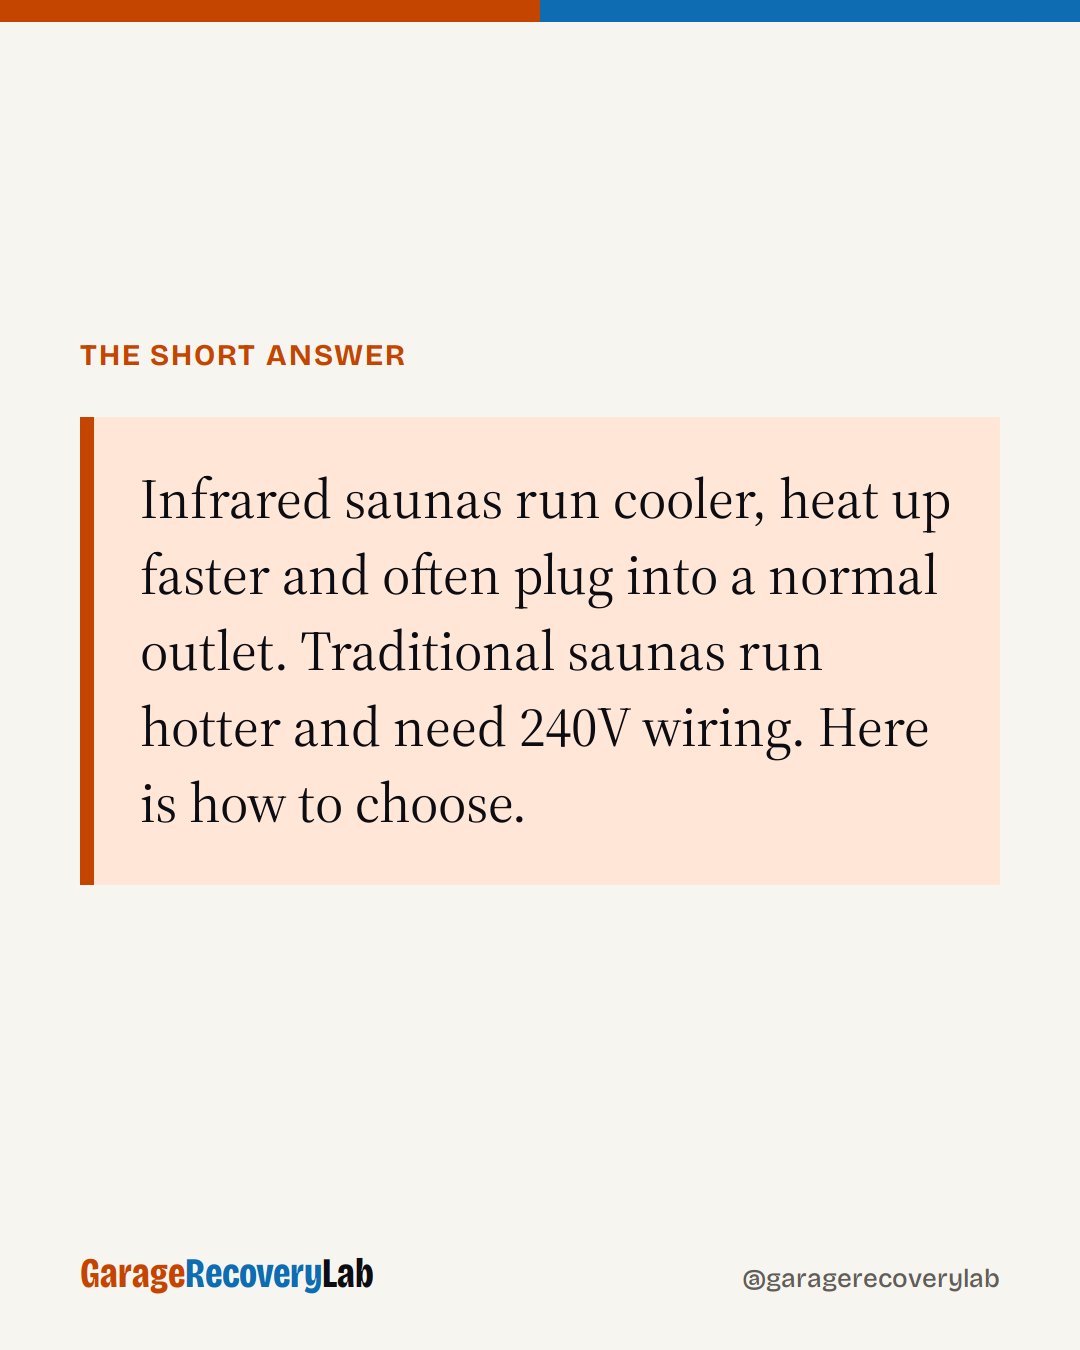 THE SHORT ANSWER
Infrared saunas run cooler, heat up
faster and often plug into a normal
outlet. Traditional saunas run
hotter and need 240V wiring. Here
is how to choose.
GarageRecoveryLab
@garagerecoverylab